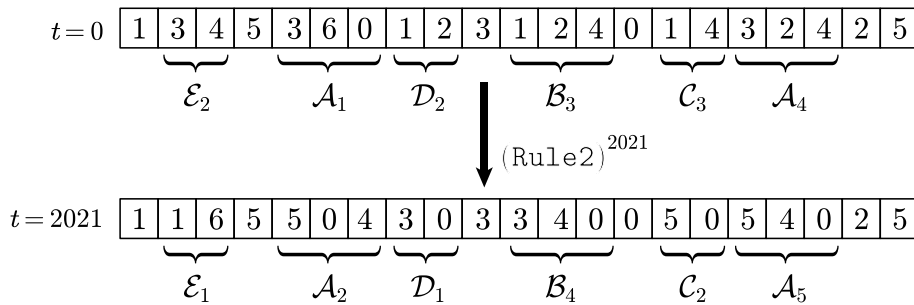 t=0 1 3 4 5 3 6 0 1 2 3 1 2 4 0 1 4 3 2 4 2 5
ℰ₂ 𝒜₁ 𝒟₂ ℬ₃ 𝒞₃ 𝒜₄
(Rule2)²⁰²¹
t=2021 1 1 6 5 5 0 4 3 0 3 3 4 0 0 5 0 5 4 0 2 5
ℰ₁ 𝒜₂ 𝒟₁ ℬ₄ 𝒞₂ 𝒜₅